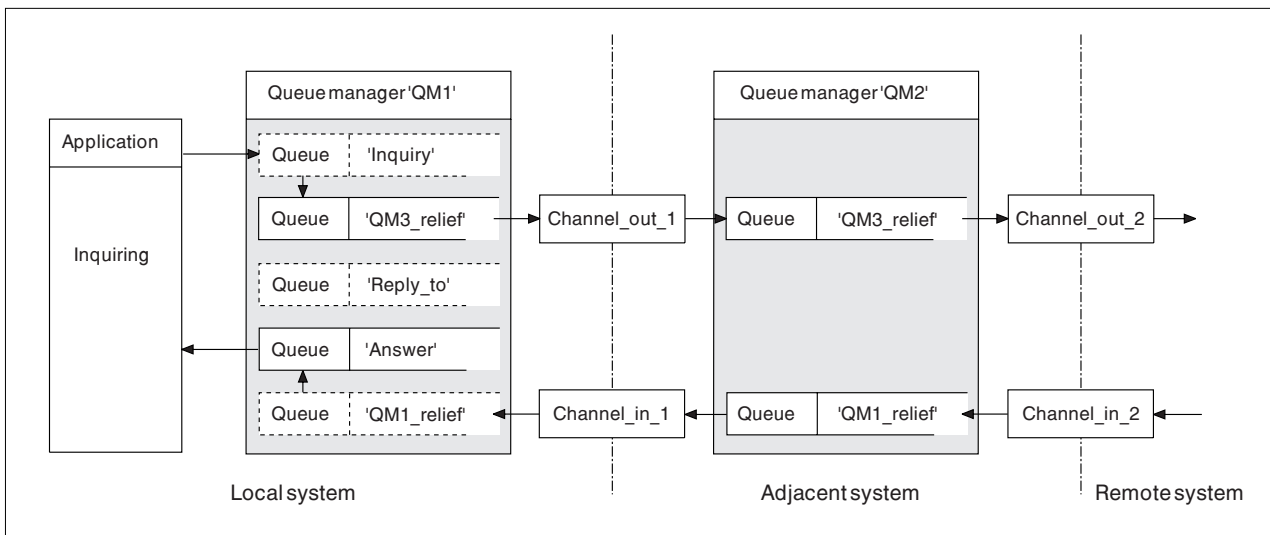 Queue manager 'QM1'
Queue manager 'QM2'
Application
Inquiring
Queue 'Inquiry'
Queue 'QM3_relief'
Queue 'Reply_to'
Queue 'Answer'
Queue 'QM1_relief'
Channel_out_1
Channel_in_1
Queue 'QM3_relief'
Queue 'QM1_relief'
Channel_out_2
Channel_in_2
Local system
Adjacent system
Remote system